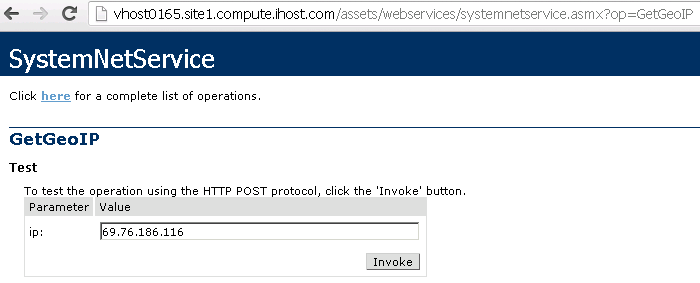 vhost0165.site1.compute.ihost.com/assets/webservices/systemnetservice.asmx?op=GetGeoIP
SystemNetService
Click here for a complete list of operations.
GetGeoIP
Test
To test the operation using the HTTP POST protocol, click the 'Invoke' button.
Parameter Value
ip: 69.76.186.116
Invoke